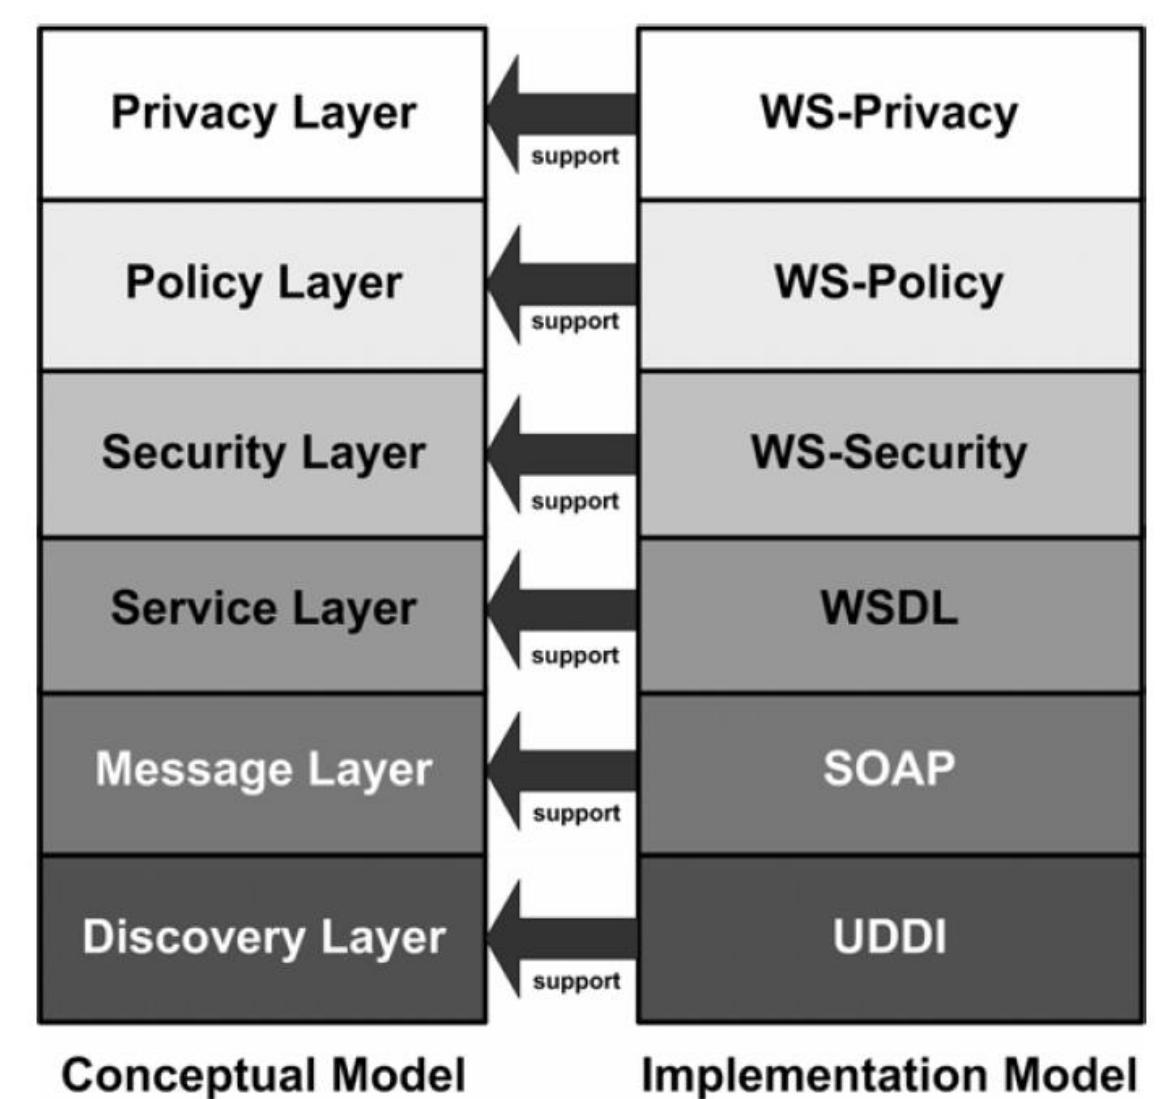 Privacy Layer
support
WS-Privacy
Policy Layer
support
WS-Policy
Security Layer
support
WS-Security
Service Layer
support
WSDL
Message Layer
support
SOAP
Discovery Layer
support
UDDI
Conceptual Model
Implementation Model